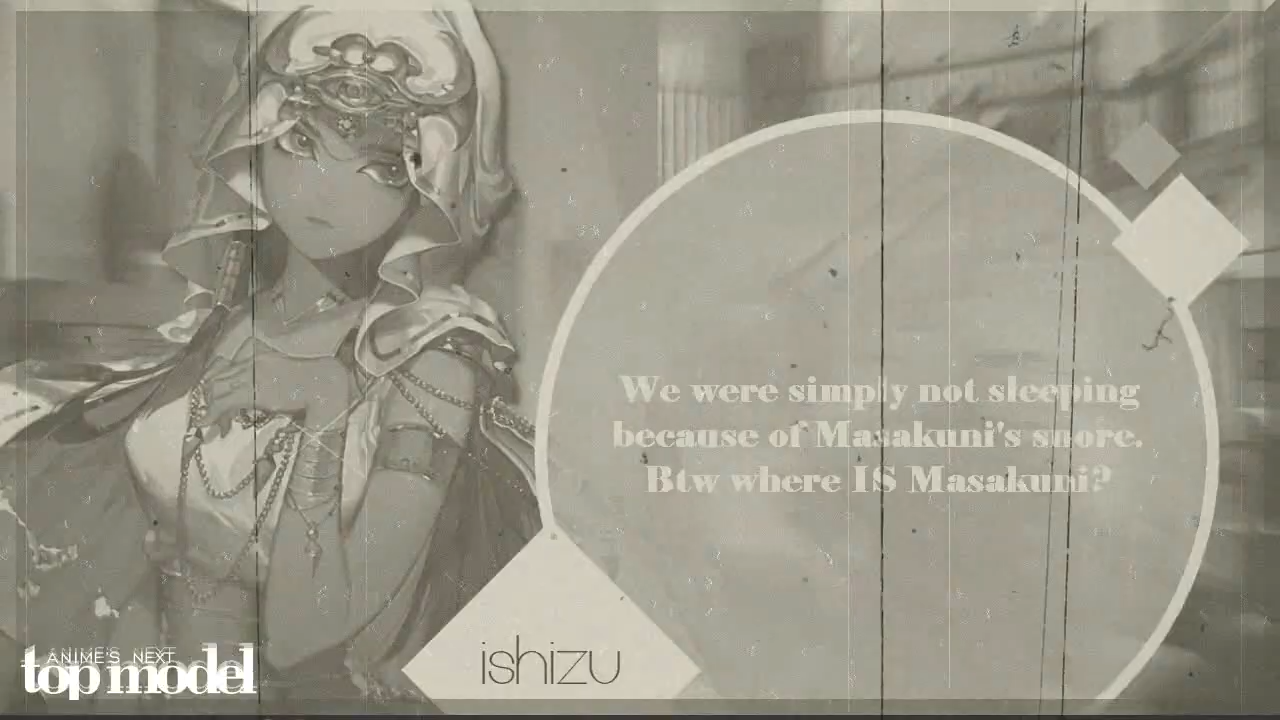 We were simply not sleeping
because of Masakuni's snore.
Btw where IS Masakuni?
ishizu
ANIME'S NEXT
top model